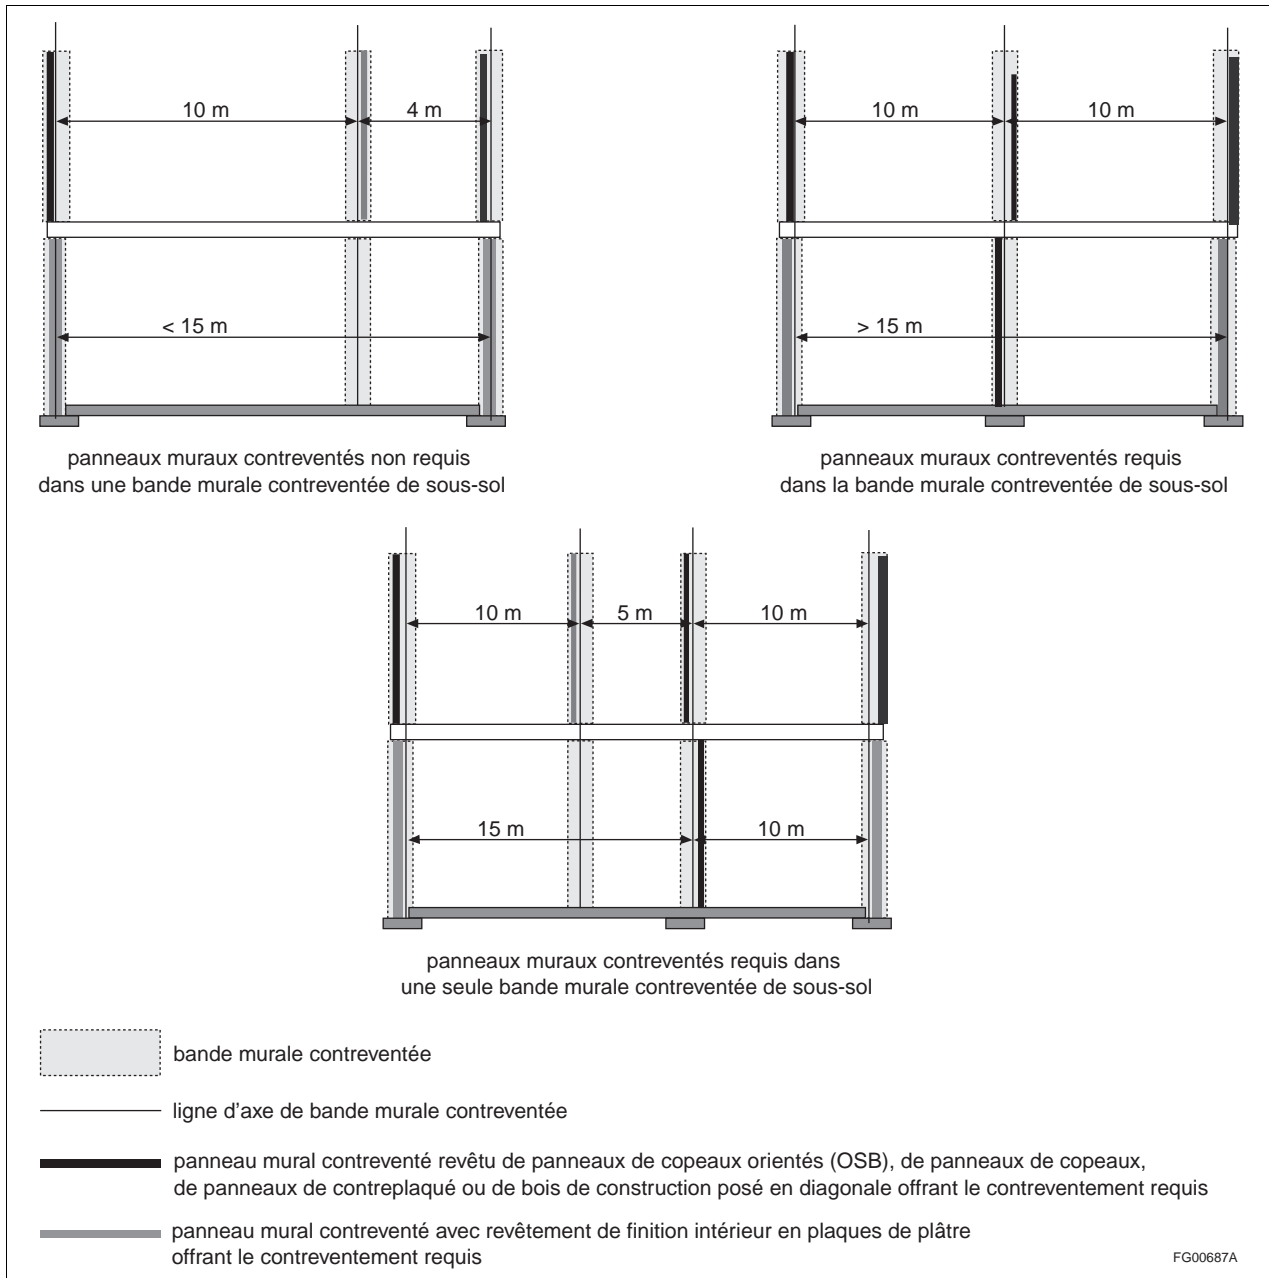 10 m
4 m
< 15 m
panneaux muraux contreventés non requis
dans une bande murale contreventée de sous-sol
10 m
10 m
> 15 m
panneaux muraux contreventés requis
dans la bande murale contreventée de sous-sol
10 m
5 m
10 m
15 m
10 m
panneaux muraux contreventés requis dans
une seule bande murale contreventée de sous-sol
bande murale contreventée
ligne d'axe de bande murale contreventée
panneau mural contreventé revêtu de panneaux de copeaux orientés (OSB), de panneaux de copeaux,
de panneaux de contreplaqué ou de bois de construction posé en diagonale offrant le contreventement requis
panneau mural contreventé avec revêtement de finition intérieur en plaques de plâtre
offrant le contreventement requis
FG00687A